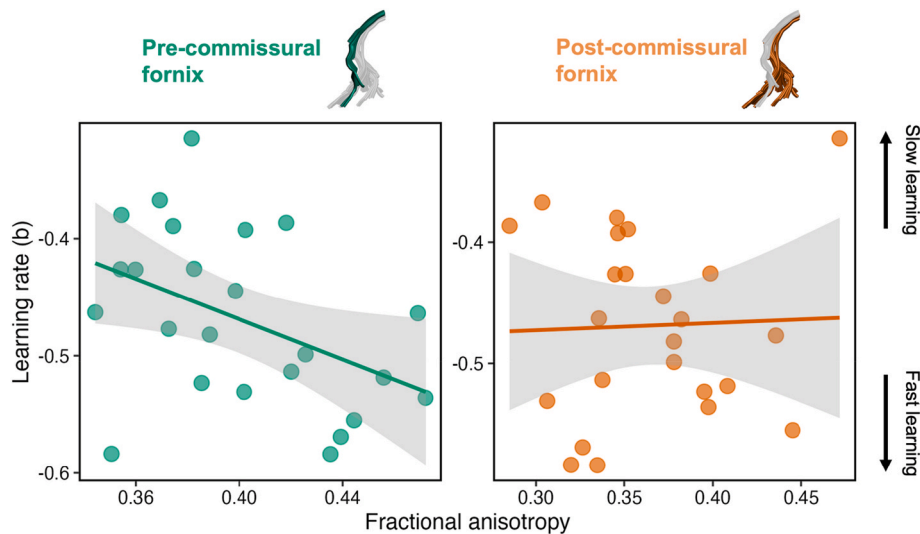 Pre-commissural
fornix
Post-commissural
fornix
Learning rate (b)
-0.4
-0.5
-0.6
0.36
0.40
0.44
-0.4
-0.5
0.30
0.35
0.40
0.45
Fractional anisotropy
Slow learning
Fast learning